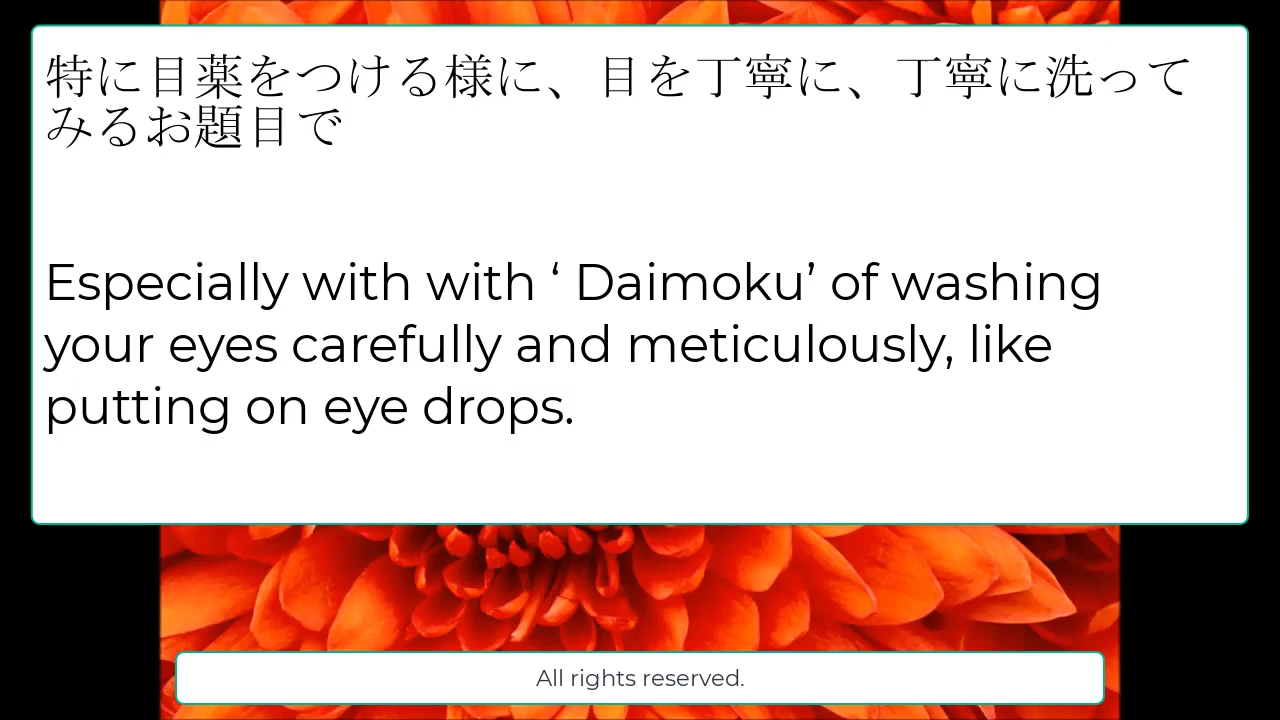 特に目薬をつける様に、目を丁寧に、丁寧に洗って
みるお題目で
Especially with with ‘ Daimoku’ of washing
your eyes carefully and meticulously, like
putting on eye drops.
All rights reserved.